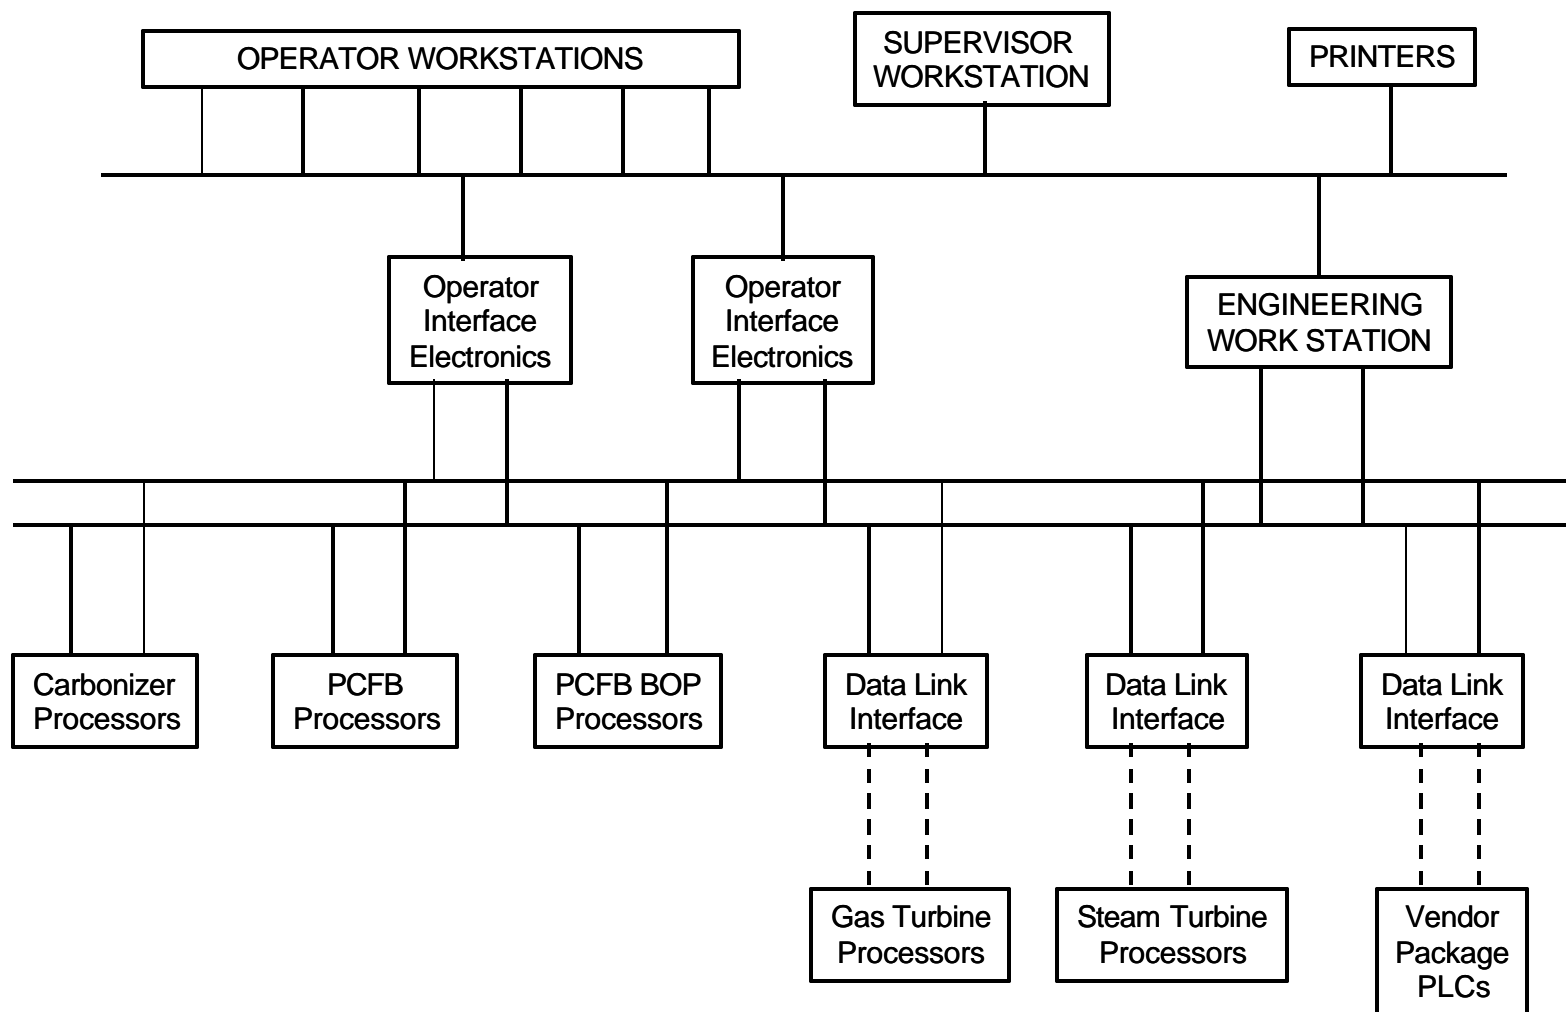 OPERATOR WORKSTATIONS
SUPERVISOR
WORKSTATION
PRINTERS
Operator
Interface
Electronics
Operator
Interface
Electronics
ENGINEERING
WORK STATION
Carbonizer
Processors
PCFB
Processors
PCFB BOP
Processors
Data Link
Interface
Data Link
Interface
Data Link
Interface
Gas Turbine
Processors
Steam Turbine
Processors
Vendor
Package
PLCs